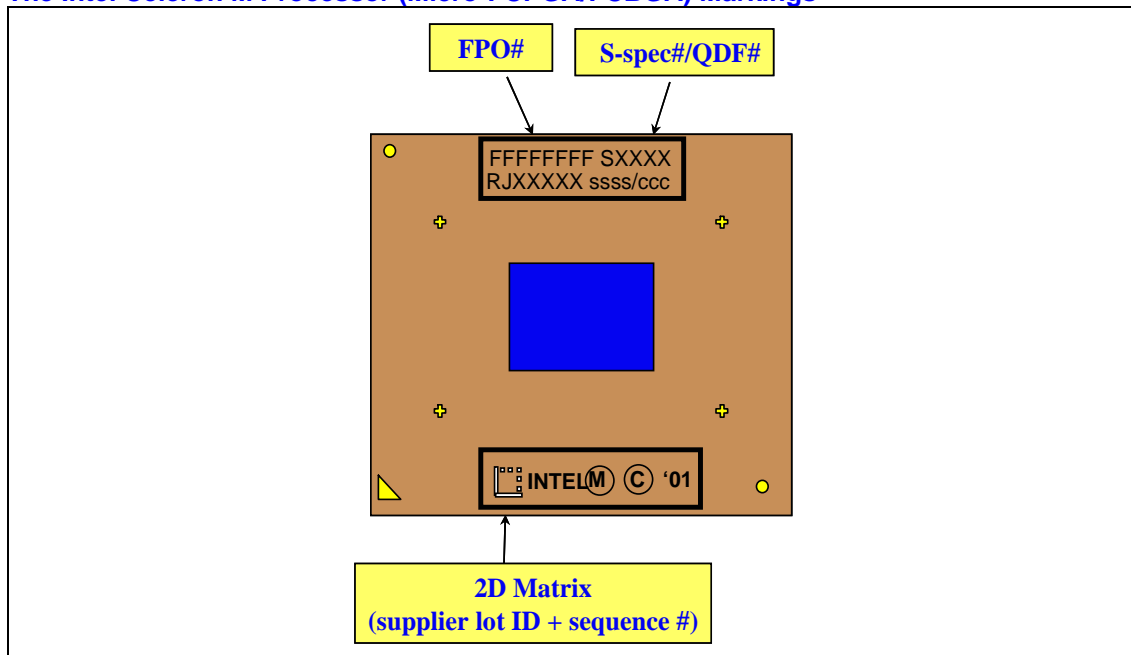 FPO#
S-spec#/QDF#
FFFFFFFF SXXXX
RJXXXXX ssss/ccc
INTEL M C ‘01
2D Matrix
(supplier lot ID + sequence #)